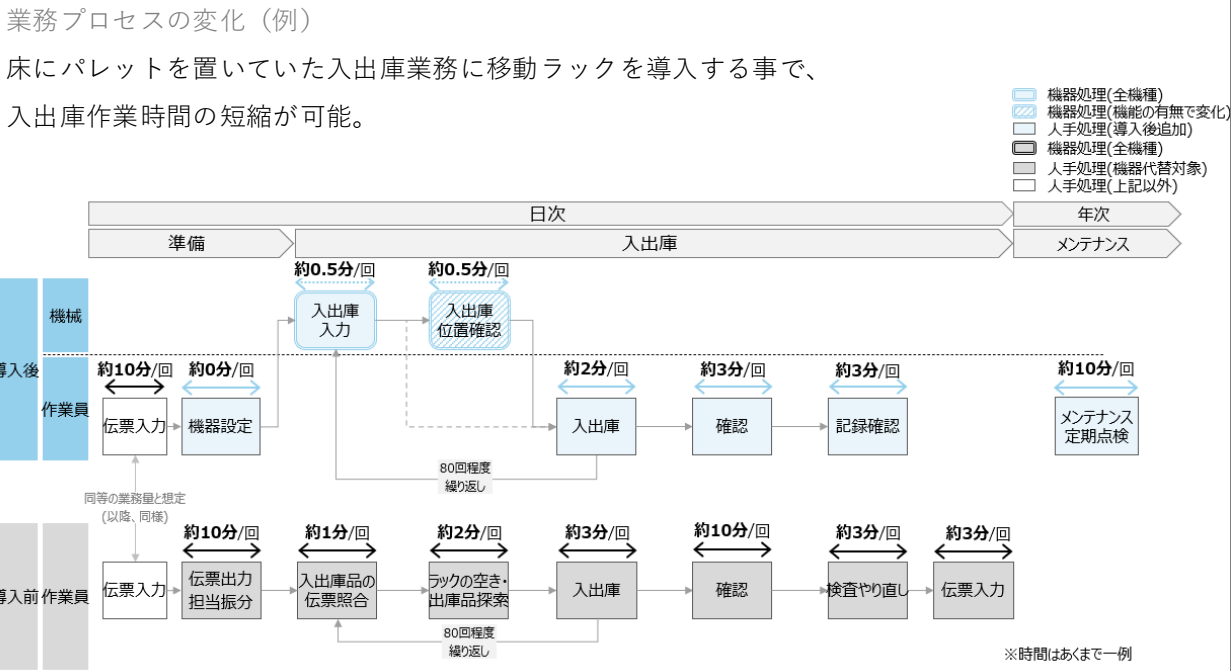 業務プロセスの変化（例）
床にパレットを置いていた入出庫業務に移動ラックを導入する事で、
入出庫作業時間の短縮が可能。
機器処理(全機種)
機器処理(機能の有無で変化)
人手処理(導入後追加)
機器処理(全機種)
人手処理(機器代替対象)
人手処理(上記以外)
日次
年次
準備
入出庫
メンテナンス
約0.5分/回
約0.5分/回
機械
入出庫
入力
入出庫
位置確認
導入後
作業員
約10分/回
約0分/回
約2分/回
約3分/回
約3分/回
約10分/回
伝票入力
機器設定
入出庫
確認
記録確認
メンテナンス
定期点検
80回程度
繰り返し
同等の業務量と想定
(以降、同様)
約10分/回
約1分/回
約2分/回
約3分/回
約10分/回
約3分/回
約3分/回
導入前
作業員
伝票入力
伝票出力
担当振分
入出庫品の
伝票照合
ラックの空き・
出庫品探索
入出庫
確認
検査やり直し
伝票入力
80回程度
繰り返し
※時間はあくまで一例